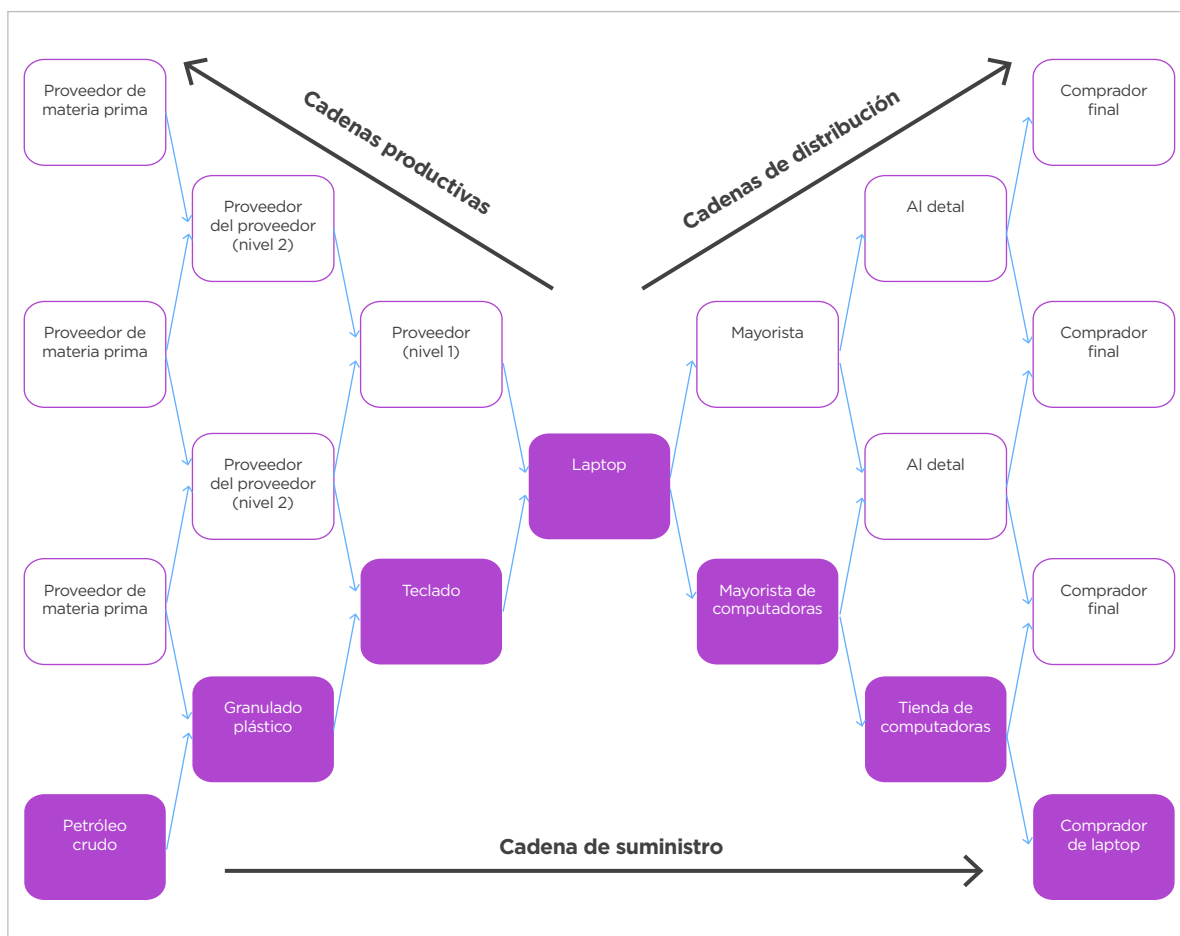 Proveedor de
materia prima
Cadenas productivas
Cadenas de distribución
Comprador
final
Proveedor
del proveedor
(nivel 2)
Al detal
Proveedor de
materia prima
Proveedor
(nivel 1)
Mayorista
Comprador
final
Proveedor
del proveedor
(nivel 2)
Laptop
Al detal
Proveedor de
materia prima
Teclado
Mayorista de
computadoras
Comprador
final
Granulado
plástico
Tienda de
computadoras
Petróleo
crudo
Cadena de suministro
Comprador
de laptop